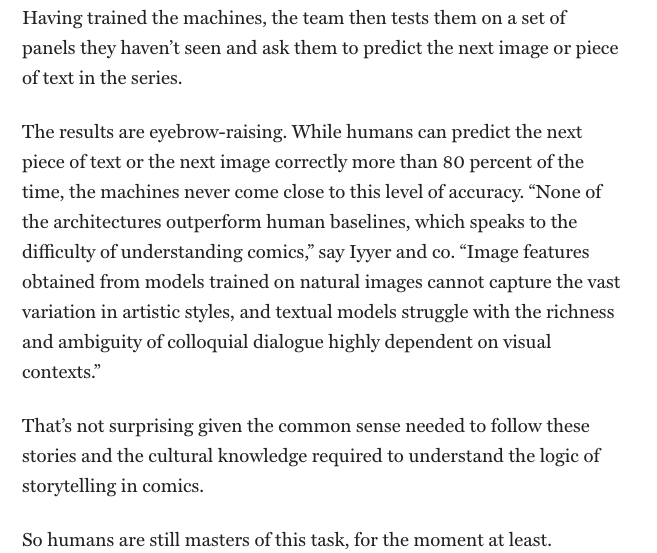 Having trained the machines, the team then tests them on a set of
panels they haven’t seen and ask them to predict the next image or piece
of text in the series.
The results are eyebrow-raising. While humans can predict the next
piece of text or the next image correctly more than 80 percent of the
time, the machines never come close to this level of accuracy. “None of
the architectures outperform human baselines, which speaks to the
difficulty of understanding comics,” say Iyyer and co. “Image features
obtained from models trained on natural images cannot capture the vast
variation in artistic styles, and textual models struggle with the richness
and ambiguity of colloquial dialogue highly dependent on visual
contexts.”
That’s not surprising given the common sense needed to follow these
stories and the cultural knowledge required to understand the logic of
storytelling in comics.
So humans are still masters of this task, for the moment at least.